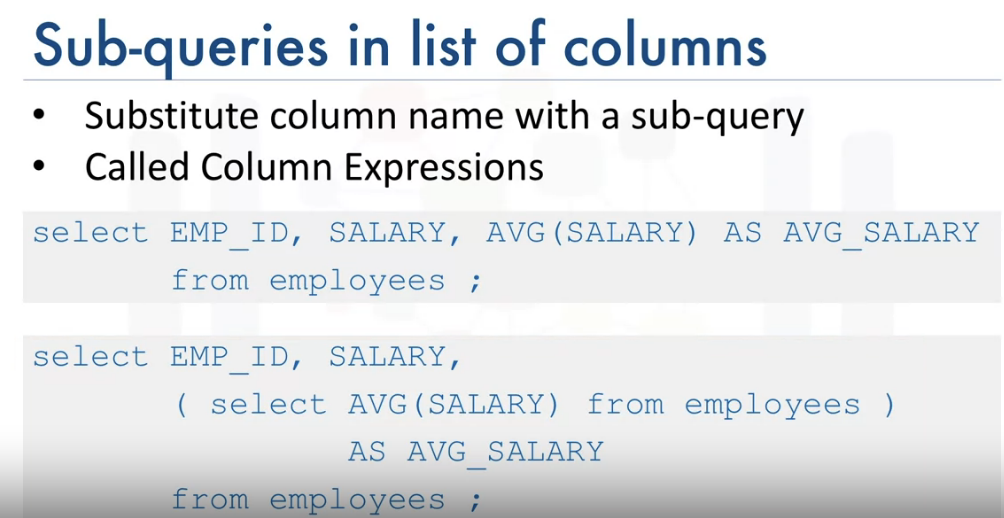 Sub-queries in list of columns
• Substitute column name with a sub-query
• Called Column Expressions
select EMP_ID, SALARY, AVG(SALARY) AS AVG_SALARY
from employees ;
select EMP_ID, SALARY,
( select AVG(SALARY) from employees )
AS AVG_SALARY
from employees ;